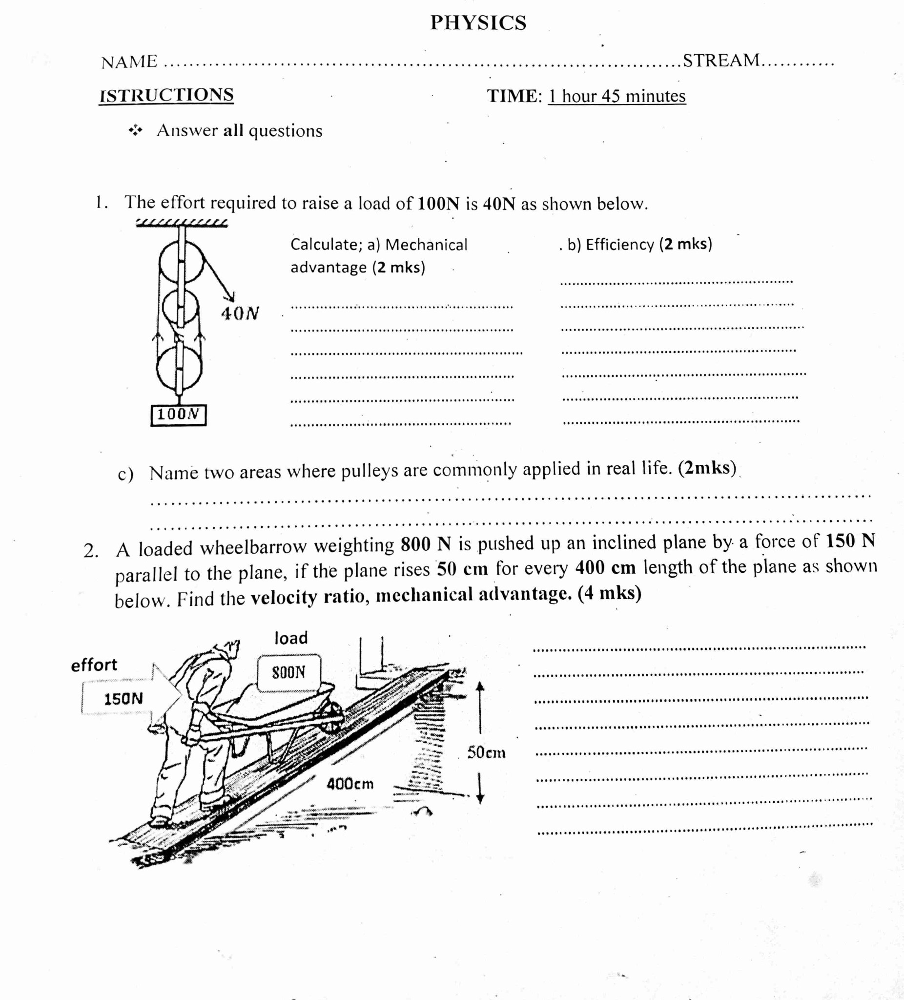 PHYSICS
NAME ........................................................................................STREAM............
ISTRUCTIONS
TIME: 1 hour 45 minutes
❖ Answer all questions
1. The effort required to raise a load of 100N is 40N as shown below.
Calculate; a) Mechanical
advantage (2 mks)
. b) Efficiency (2 mks)
40N
100N
c) Name two areas where pulleys are commonly applied in real life. (2mks)
2. A loaded wheelbarrow weighting 800 N is pushed up an inclined plane by a force of 150 N
parallel to the plane, if the plane rises 50 cm for every 400 cm length of the plane as shown
below. Find the velocity ratio, mechanical advantage. (4 mks)
load
effort
800N
150N
50cm
400cm